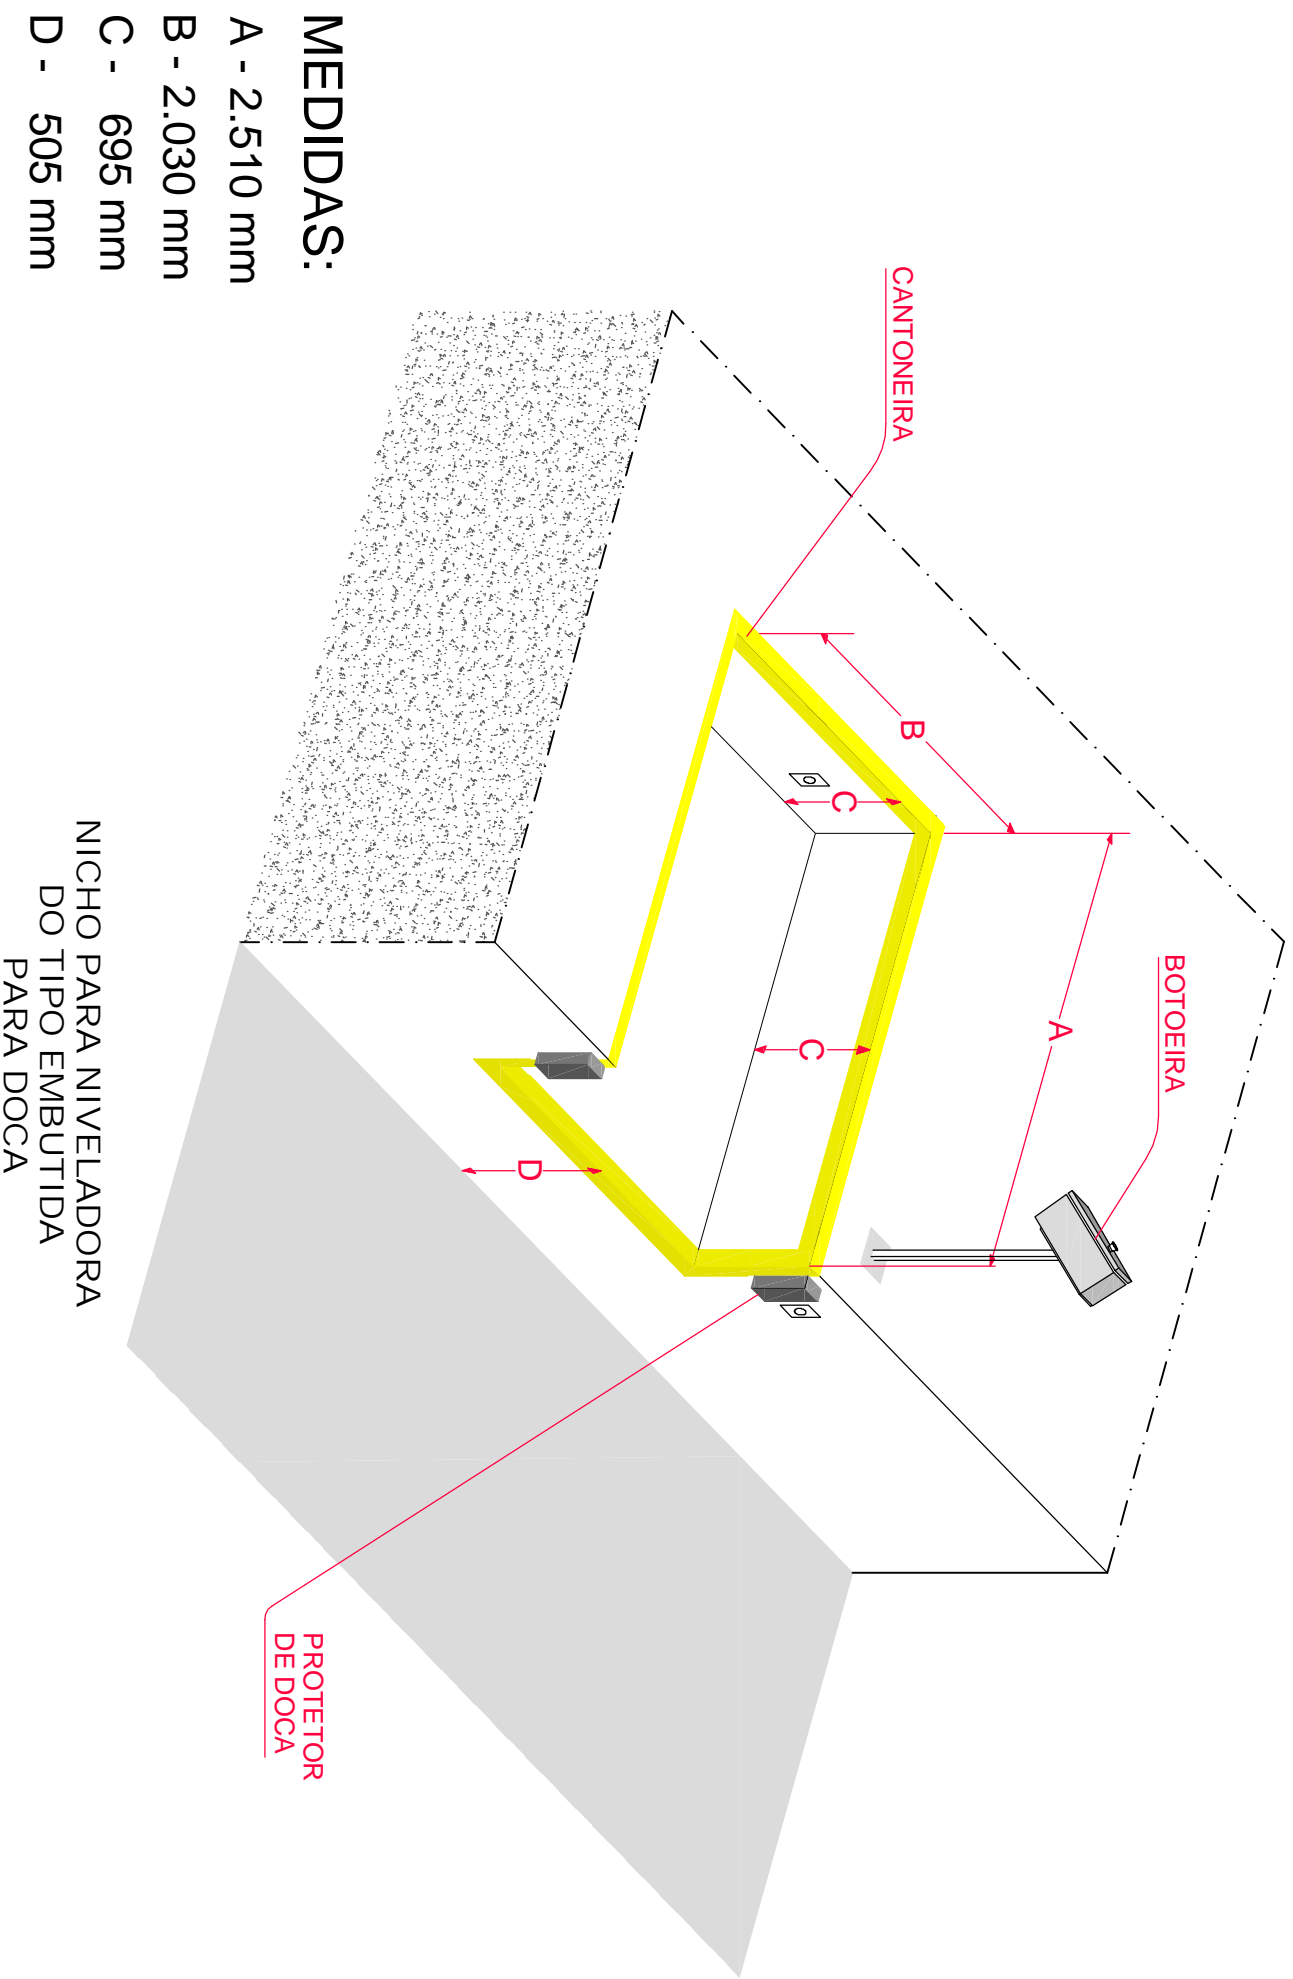 BOTOEIRA
A
CANTONEIRA
B
C
C
D
PROTETOR
DE DOCA
MEDIDAS:
A - 2.510 mm
B - 2.030 mm
C - 695 mm
D - 505 mm
NICHO PARA NIVELADORA
DO TIPO EMBUTIDA
PARA DOCA